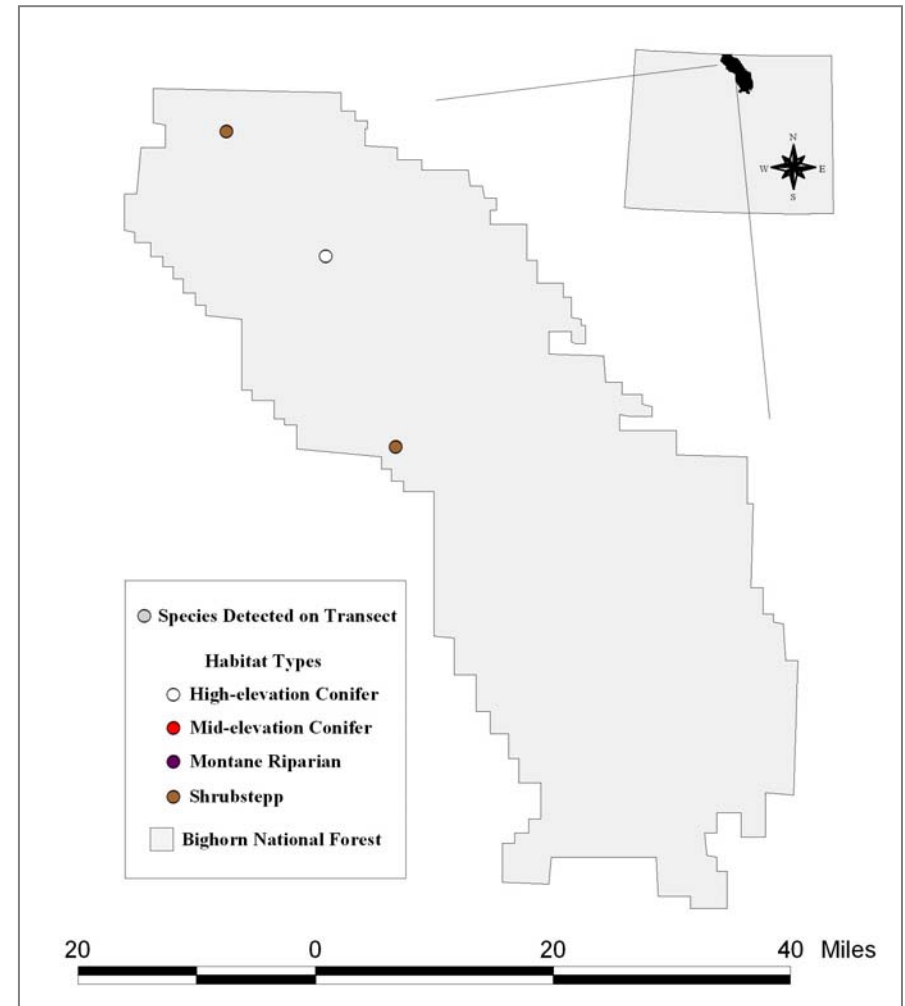 N
W E
S
Species Detected on Transect
Habitat Types
High-elevation Conifer
Mid-elevation Conifer
Montane Riparian
Shrubstepp
Bighorn National Forest
20 0 20 40 Miles